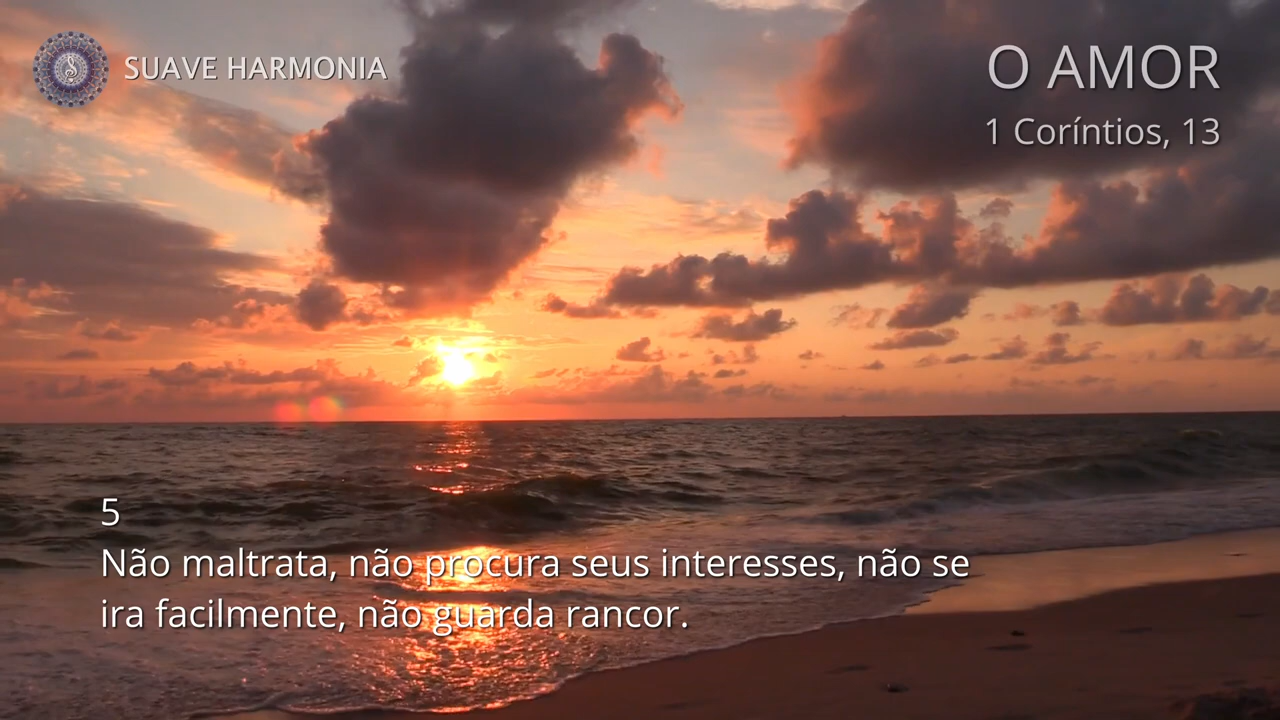 SUAVE HARMONIA
O AMOR
1 Coríntios, 13
5
Não maltrata, não procura seus interesses, não se
ira facilmente, não guarda rancor.